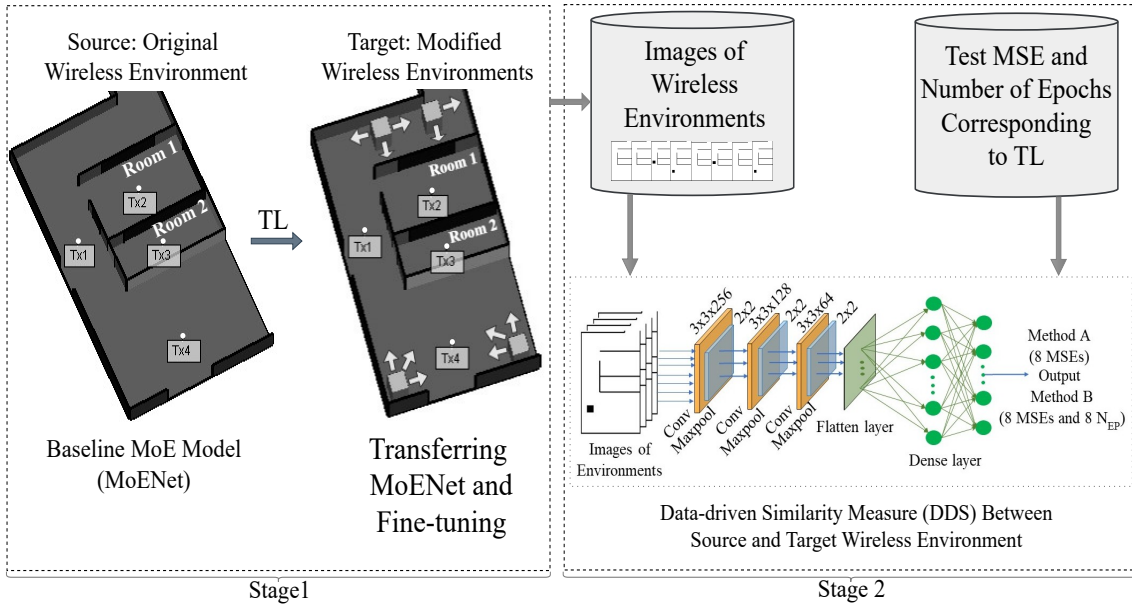 Source: Original
Wireless Environment
Room 1
Tx2
Room 2
Tx1
Tx3
Tx4
Baseline MoE Model
(MoENet)
TL
Target: Modified
Wireless Environments
Room 1
Tx2
Tx1
Room 2
Tx3
Tx4
Transferring
MoENet and
Fine-tuning
Stage1
Images of
Wireless
Environments
Test MSE and
Number of Epochs
Corresponding
to TL
3x3x256
2x2
3x3x128
2x2
3x3x64
2x2
Images of
Environments
Conv
Maxpool
Conv
Maxpool
Conv
Maxpool
Flatten layer
Dense layer
Method A
(8 MSEs)
Output
Method B
(8 MSEs and 8 N_EP)
Data-driven Similarity Measure (DDS) Between
Source and Target Wireless Environment
Stage 2